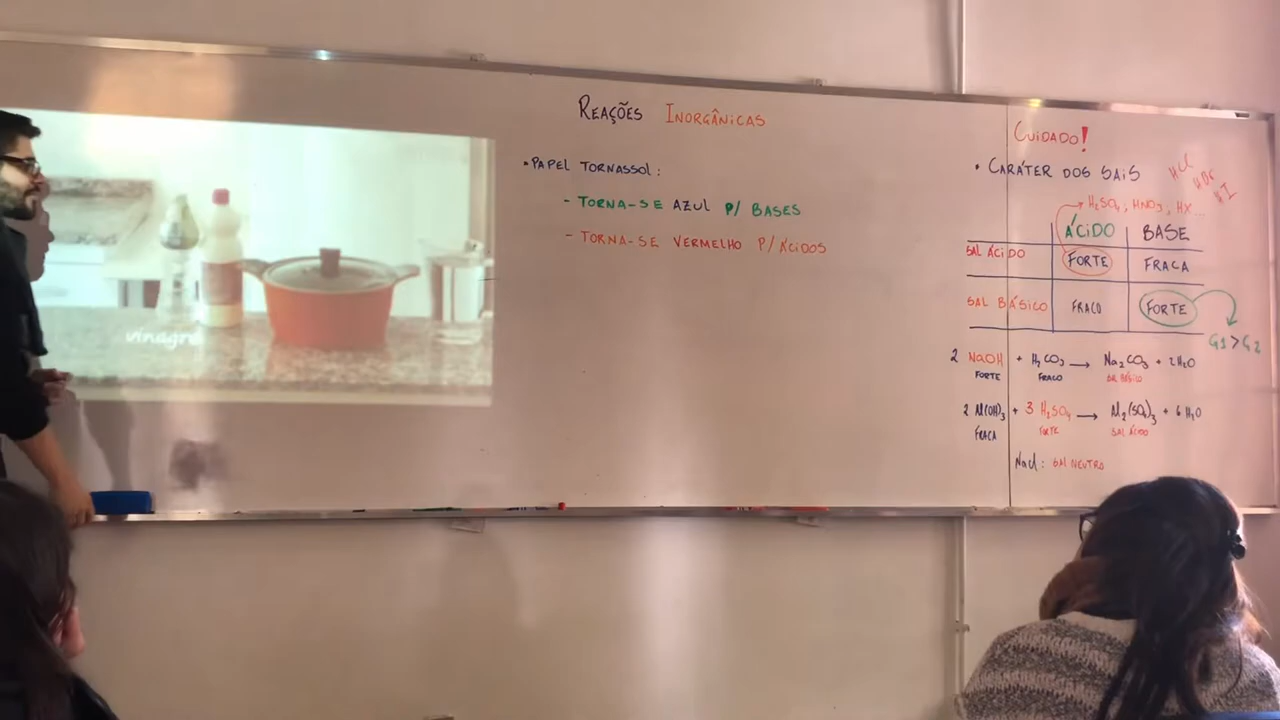 REAÇÕES INORGÂNICAS
• PAPEL TORNASSOL:
- TORNA-SE AZUL P/ BASES
- TORNA-SE VERMELHO P/ ÁCIDOS
vinagre
CUIDADO!
• CARÁTER DOS SAIS
HCl
HBr
HI
H₂SO₄; HNO₃; HX...
ÁCIDO BASE
SAL ÁCIDO FORTE FRACA
SAL BÁSICO FRACO FORTE
G1 > G2
2 NaOH + H₂CO₃ → Na₂CO₃ + 2H₂O
FORTE FRACO SAL BÁSICO
2 Al(OH)₃ + 3 H₂SO₄ → Al₂(SO₄)₃ + 6 H₂O
FRACA FORTE SAL ÁCIDO
NaCl: SAL NEUTRO